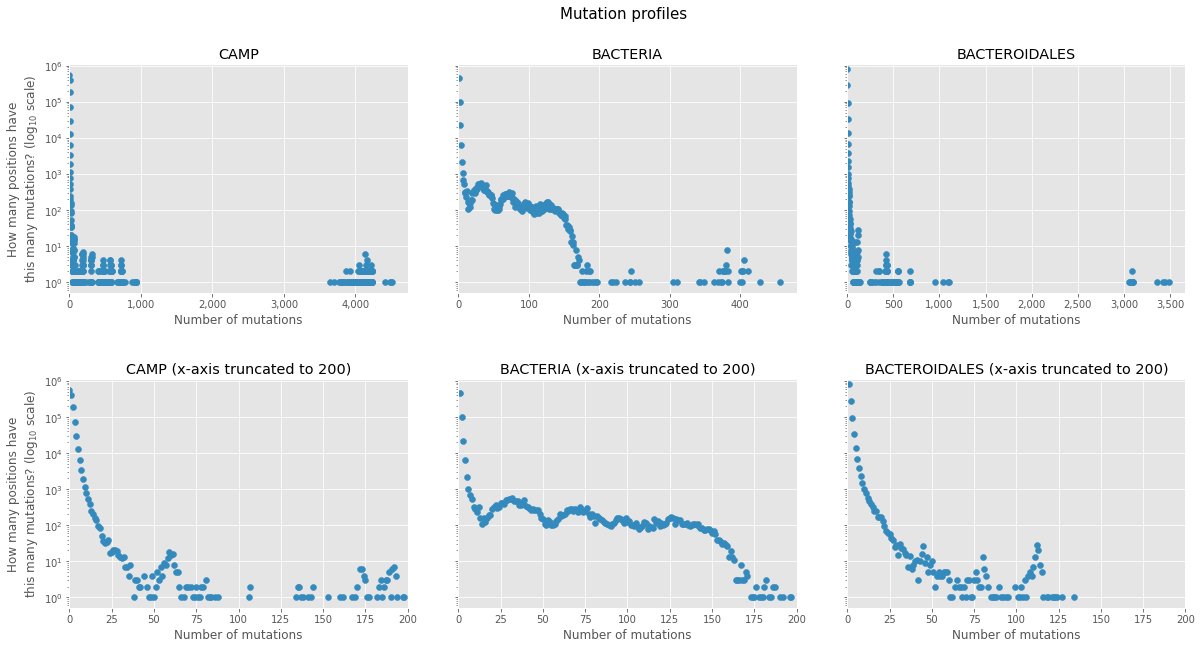 Mutation profiles
CAMP
BACTERIA
BACTEROIDALES
How many positions have
this many mutations? (log10 scale)
10^6
10^5
10^4
10^3
10^2
10^1
10^0
0 1,000 2,000 3,000 4,000
0 100 200 300 400
0 500 1,000 1,500 2,000 2,500 3,000 3,500
Number of mutations
Number of mutations
Number of mutations
CAMP (x-axis truncated to 200)
BACTERIA (x-axis truncated to 200)
BACTEROIDALES (x-axis truncated to 200)
How many positions have
this many mutations? (log10 scale)
10^6
10^5
10^4
10^3
10^2
10^1
10^0
0 25 50 75 100 125 150 175 200
0 25 50 75 100 125 150 175 200
0 25 50 75 100 125 150 175 200
Number of mutations
Number of mutations
Number of mutations